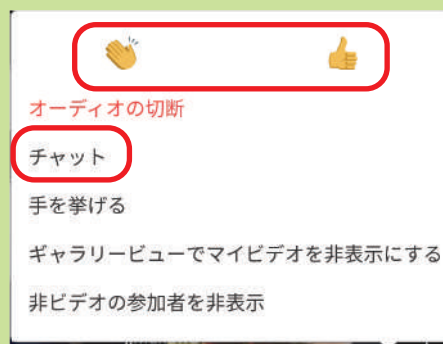 オーディオの切断
チャット
手を挙げる
ギャラリービューでマイビデオを非表示にする
非ビデオの参加者を非表示